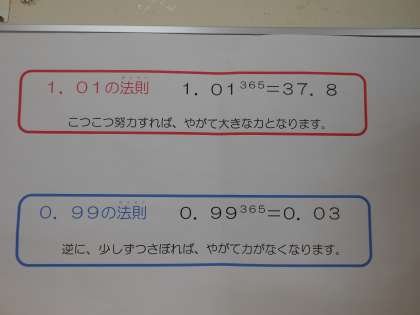 1．01の法則　1．01³⁶⁵＝37．8
こつこつ努力すれば、やがて大きな力となります。
0．99の法則　0．99³⁶⁵＝0．03
逆に、少しずつさぼれば、やがて力がなくなります。